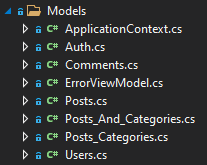 Models
C# ApplicationContext.cs
C# Auth.cs
C# Comments.cs
C# ErrorViewModel.cs
C# Posts.cs
C# Posts_And_Categories.cs
C# Posts_Categories.cs
C# Users.cs